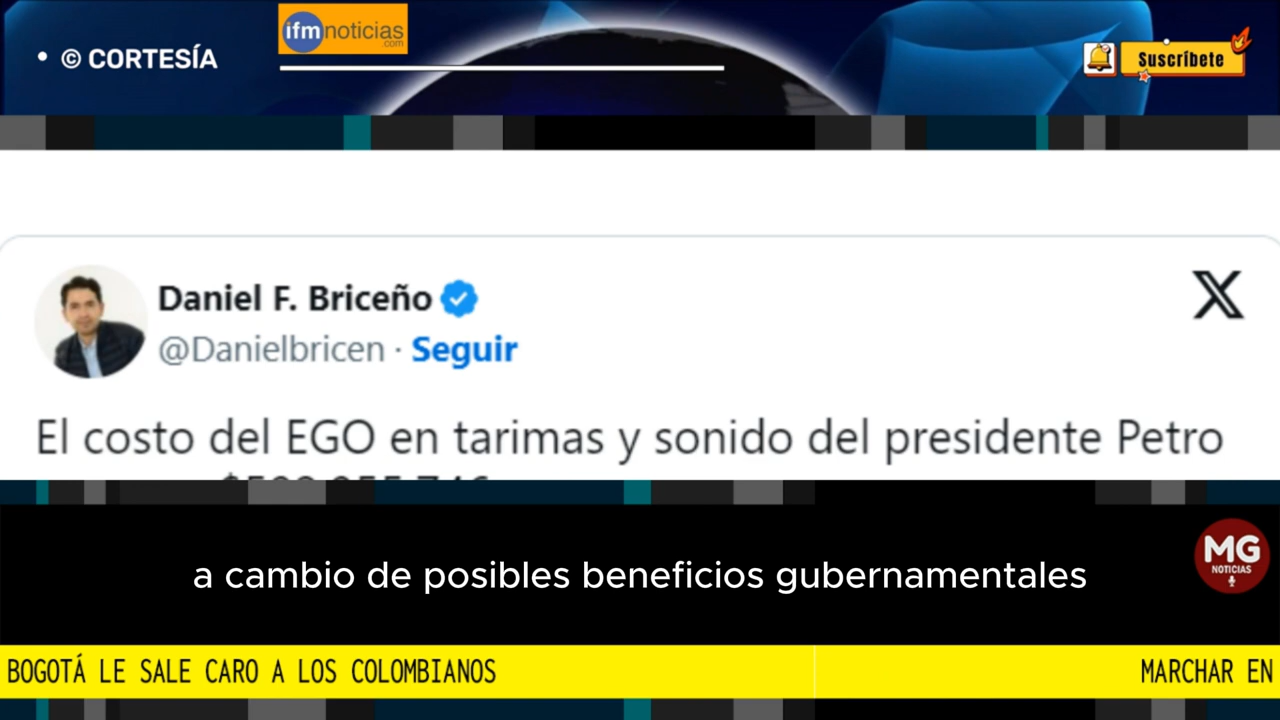 • © CORTESÍA
ifmnoticias
.com
Suscríbete
Daniel F. Briceño
@Danielbricen · Seguir
El costo del EGO en tarimas y sonido del presidente Petro
a cambio de posibles beneficios gubernamentales
MG
NOTICIAS
BOGOTÁ LE SALE CARO A LOS COLOMBIANOS
MARCHAR EN